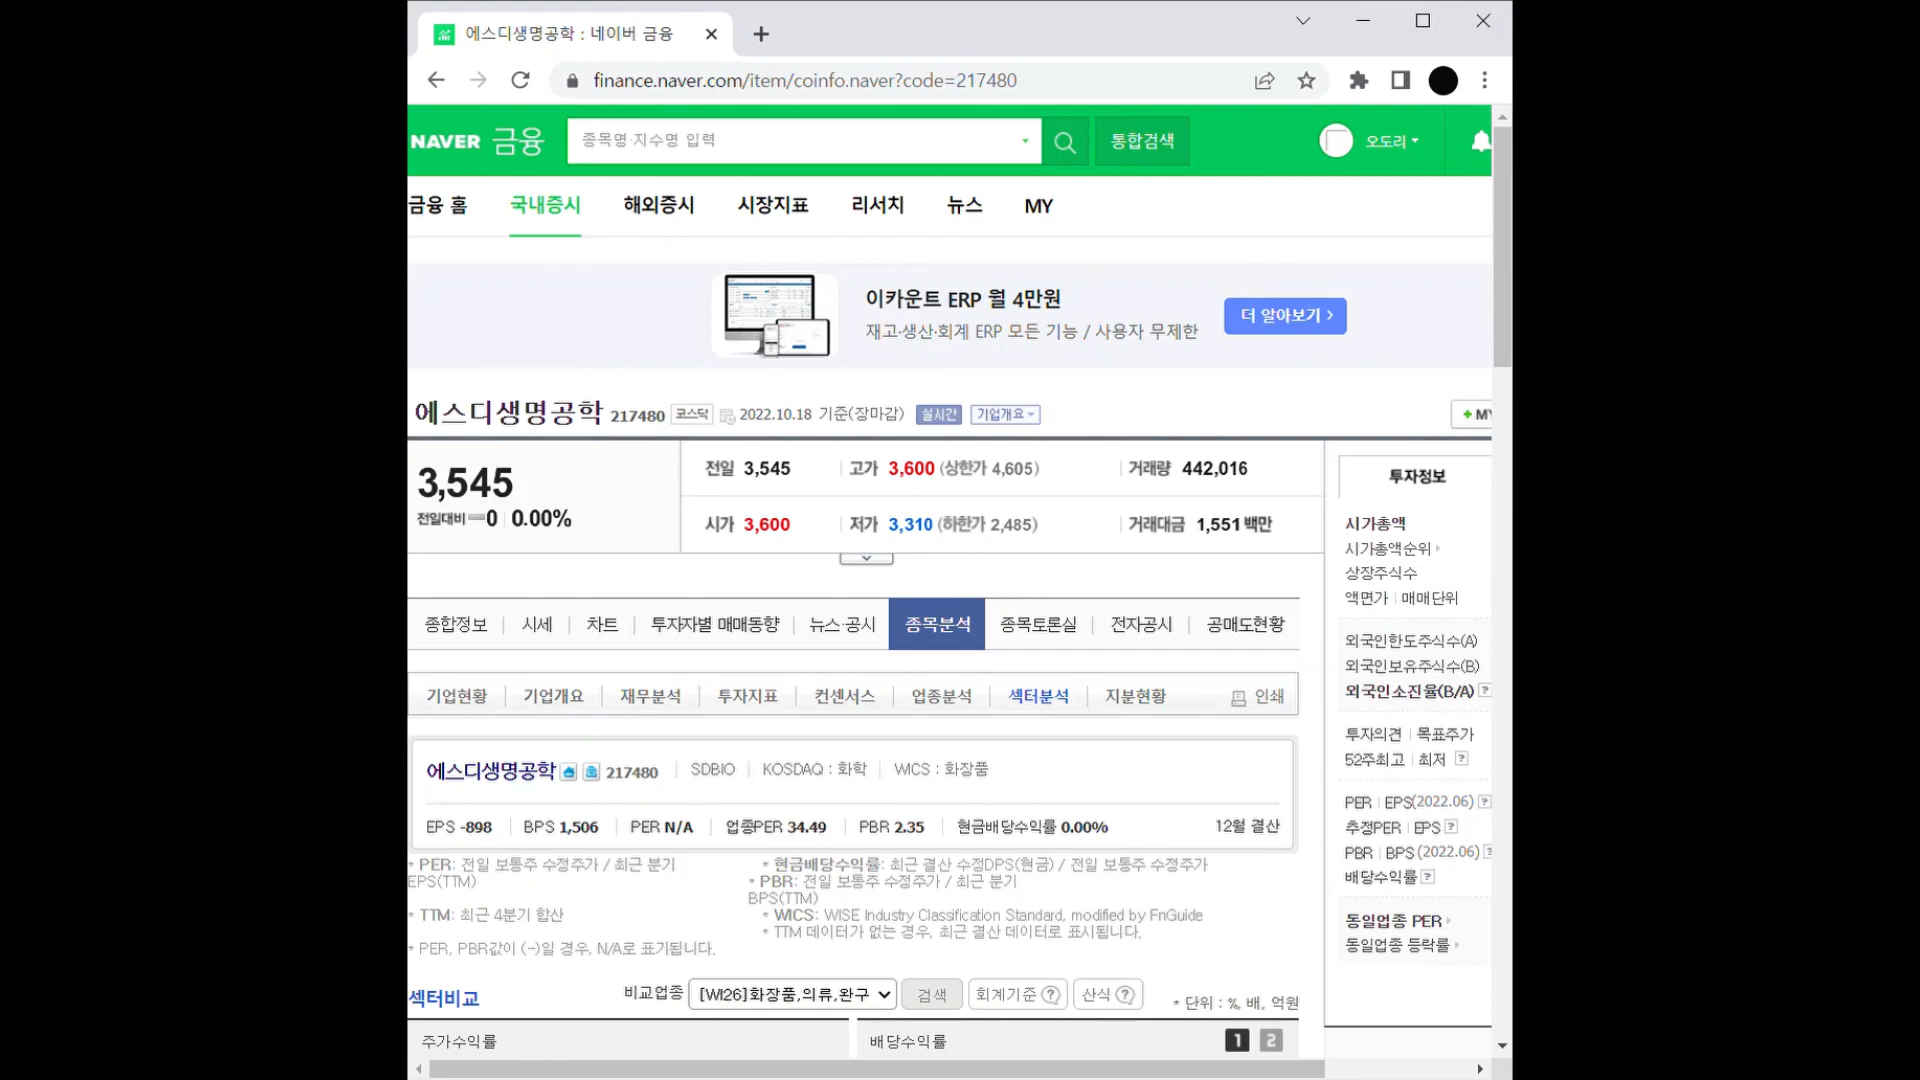 에스디생명공학 : 네이버 금융
finance.naver.com/item/coinfo.naver?code=217480
NAVER 금융
종목명·지수명 입력
통합검색
오도리
금융 홈 국내증시 해외증시 시장지표 리서치 뉴스 MY
이카운트 ERP 월 4만원
재고·생산·회계 ERP 모든 기능 / 사용자 무제한
더 알아보기
에스디생명공학 217480 코스닥 2022.10.18 기준(장마감) 실시간 기업개요
+ MY
3,545
전일대비 0 0.00%
전일 3,545 고가 3,600 (상한가 4,605) 거래량 442,016
시가 3,600 저가 3,310 (하한가 2,485) 거래대금 1,551 백만
투자정보
시가총액
시가총액순위
상장주식수
액면가 매매단위
외국인한도주식수(A)
외국인보유주식수(B)
외국인소진율(B/A) ?
투자의견 목표주가
52주최고 최저 ?
PER EPS(2022.06) ?
추정PER EPS ?
PBR BPS(2022.06) ?
배당수익률 ?
동일업종 PER
동일업종 등락률
종합정보 시세 차트 투자자별 매매동향 뉴스·공시 종목분석 종목토론실 전자공시 공매도현황
기업현황 기업개요 재무분석 투자지표 컨센서스 업종분석 섹터분석 지분현황 인쇄
에스디생명공학 217480 SDBIO KOSDAQ : 화학 WICS : 화장품
EPS -898 BPS 1,506 PER N/A 업종PER 34.49 PBR 2.35 현금배당수익률 0.00% 12월 결산
* PER: 전일 보통주 수정주가 / 최근 분기
EPS(TTM)
* TTM: 최근 4분기 합산
* PER, PBR값이 (-)일 경우, N/A로 표기됩니다.
* 현금배당수익률: 최근 결산 수정DPS(현금) / 전일 보통주 수정주가
* PBR: 전일 보통주 수정주가 / 최근 분기
BPS(TTM)
* WICS: WISE Industry Classification Standard, modified by FnGuide
* TTM 데이터가 없는 경우, 최근 결산 데이터로 표시됩니다.
섹터비교 비교업종 [WI26]화장품,의류,완구 검색 회계기준 ? 산식 ? * 단위 : %, 배, 억원
주가수익률 배당수익률 1 2